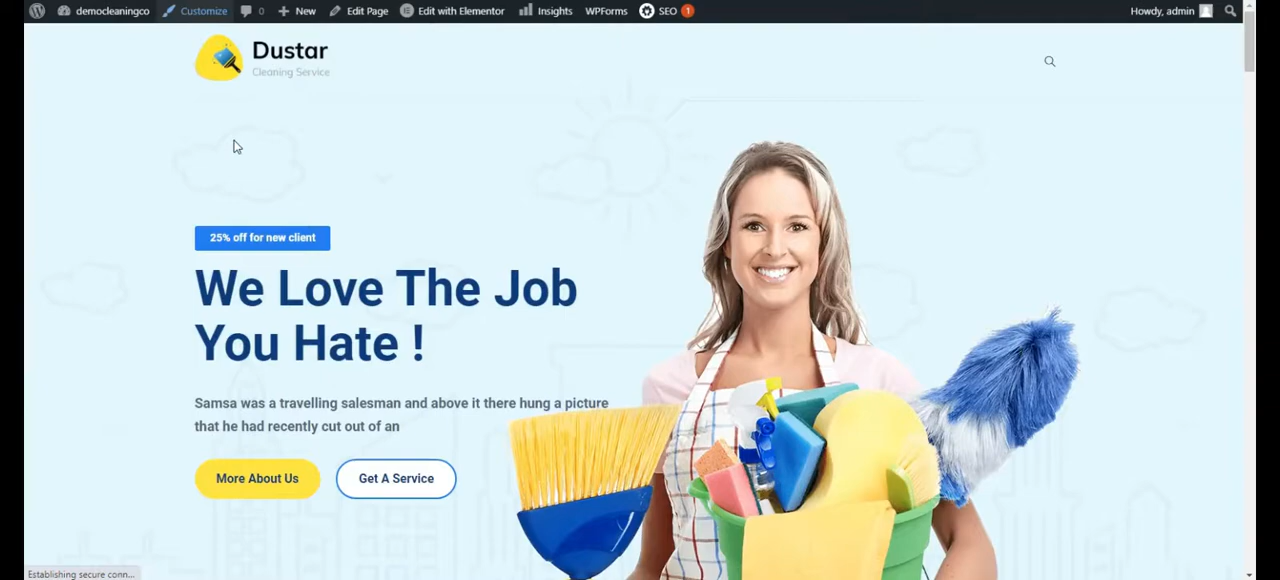 democleaningco Customize 0 New Edit Page Edit with Elementor Insights WPForms SEO 1 Howdy, admin
Dustar
Cleaning Service
25% off for new client
We Love The Job
You Hate !
Samsa was a travelling salesman and above it there hung a picture
that he had recently cut out of an
More About Us Get A Service
Establishing secure conn...